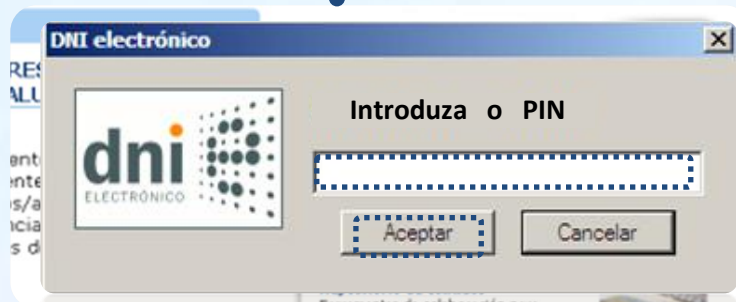 DNI electrónico
Introduza o PIN
dni
ELECTRÓNICO
Aceptar
Cancelar